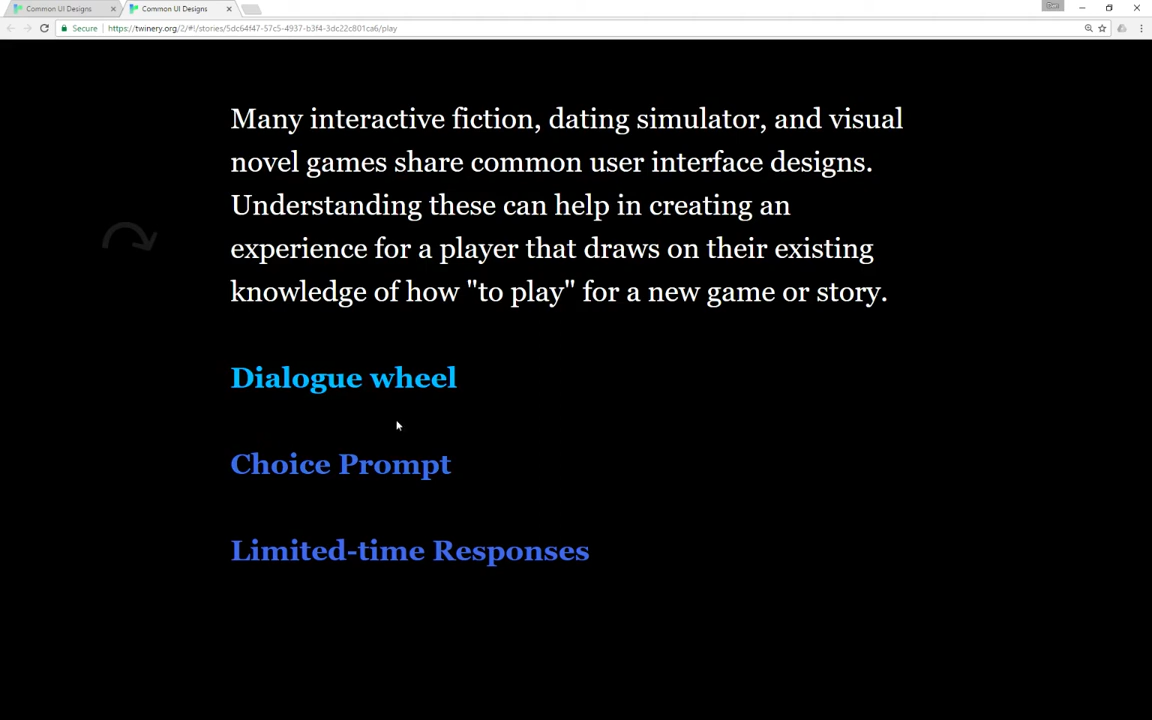 Common UI Designs
Common UI Designs
Secure
https://twinery.org/2/#!/stories/5dc64f47-57c5-4937-b3f4-3dc22c801ca6/play
Many interactive fiction, dating simulator, and visual
novel games share common user interface designs.
Understanding these can help in creating an
experience for a player that draws on their existing
knowledge of how "to play" for a new game or story.
Dialogue wheel
Choice Prompt
Limited-time Responses